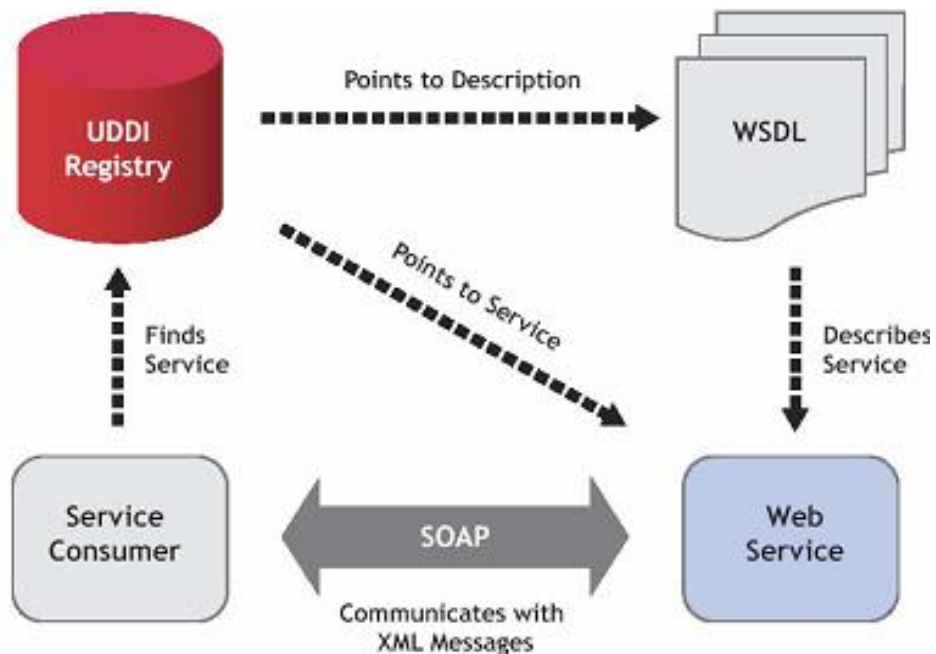 Points to Description
UDDI
Registry
WSDL
Points to Service
Finds
Service
Describes
Service
Service
Consumer
SOAP
Web
Service
Communicates with
XML Messages